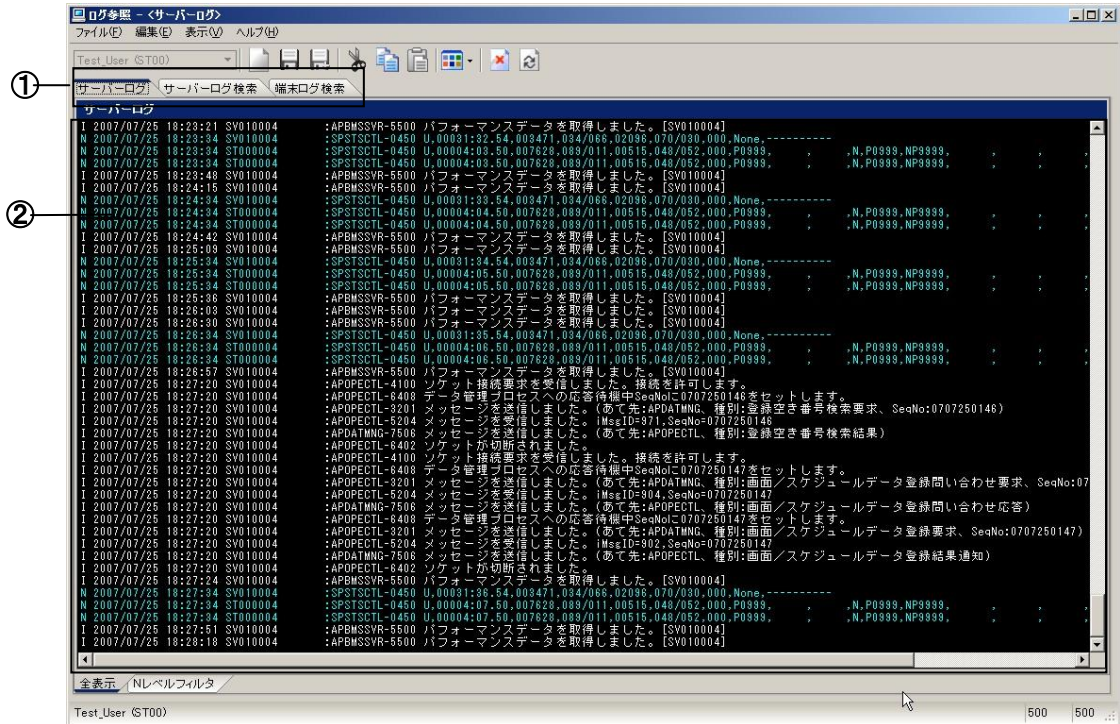 ログ参照 - <サーバーログ>
ファイル(F) 編集(E) 表示(V) ヘルプ(H)
Test_User (ST00)
①
サーバーログ サーバーログ検索 端末ログ検索
サーバーログ
②
I 2007/07/25 18:23:21 SV010004 :APBMSSVR-5500 パフォーマンスデータを取得しました。[SV010004]
N 2007/07/25 18:23:34 SV010004 :SPSTSCTL-0450 U,00031:32.54,003471,034/066,02096,070/030,000,None,----------
N 2007/07/25 18:23:34 ST000004 :SPSTSCTL-0450 U,00004:03.50,007628,089/011,00515,048/052,000,P0999, , ,N,P0999,NP9999, , , ,
N 2007/07/25 18:23:34 ST000004 :SPSTSCTL-0450 U,00004:03.50,007628,089/011,00515,048/052,000,P0999, , ,N,P0999,NP9999, , , ,
I 2007/07/25 18:23:48 SV010004 :APBMSSVR-5500 パフォーマンスデータを取得しました。[SV010004]
I 2007/07/25 18:24:15 SV010004 :APBMSSVR-5500 パフォーマンスデータを取得しました。[SV010004]
N 2007/07/25 18:24:34 SV010004 :SPSTSCTL-0450 U,00031:33.54,003471,034/066,02096,070/030,000,None,----------
N 2007/07/25 18:24:34 ST000004 :SPSTSCTL-0450 U,00004:04.50,007628,089/011,00515,048/052,000,P0999, , ,N,P0999,NP9999, , , ,
N 2007/07/25 18:24:34 ST000004 :SPSTSCTL-0450 U,00004:04.50,007628,089/011,00515,048/052,000,P0999, , ,N,P0999,NP9999, , , ,
I 2007/07/25 18:24:42 SV010004 :APBMSSVR-5500 パフォーマンスデータを取得しました。[SV010004]
I 2007/07/25 18:25:09 SV010004 :APBMSSVR-5500 パフォーマンスデータを取得しました。[SV010004]
N 2007/07/25 18:25:34 SV010004 :SPSTSCTL-0450 U,00031:34.54,003471,034/066,02096,070/030,000,None,----------
N 2007/07/25 18:25:34 ST000004 :SPSTSCTL-0450 U,00004:05.50,007628,089/011,00515,048/052,000,P0999, , ,N,P0999,NP9999, , , ,
N 2007/07/25 18:25:34 ST000004 :SPSTSCTL-0450 U,00004:05.50,007628,089/011,00515,048/052,000,P0999, , ,N,P0999,NP9999, , , ,
I 2007/07/25 18:25:36 SV010004 :APBMSSVR-5500 パフォーマンスデータを取得しました。[SV010004]
I 2007/07/25 18:26:03 SV010004 :APBMSSVR-5500 パフォーマンスデータを取得しました。[SV010004]
I 2007/07/25 18:26:30 SV010004 :APBMSSVR-5500 パフォーマンスデータを取得しました。[SV010004]
N 2007/07/25 18:26:34 SV010004 :SPSTSCTL-0450 U,00031:35.54,003471,034/066,02096,070/030,000,None,----------
N 2007/07/25 18:26:34 ST000004 :SPSTSCTL-0450 U,00004:06.50,007628,089/011,00515,048/052,000,P0999, , ,N,P0999,NP9999, , , ,
N 2007/07/25 18:26:34 ST000004 :SPSTSCTL-0450 U,00004:06.50,007628,089/011,00515,048/052,000,P0999, , ,N,P0999,NP9999, , , ,
I 2007/07/25 18:26:57 SV010004 :APBMSSVR-5500 パフォーマンスデータを取得しました。[SV010004]
I 2007/07/25 18:27:20 SV010004 :APOPECTL-4100 ソケット接続要求を受信しました。接続を許可します。
I 2007/07/25 18:27:20 SV010004 :APOPECTL-6408 データ管理プロセスへの応答待機中SeqNoに0707250146をセットします。
I 2007/07/25 18:27:20 SV010004 :APOPECTL-3201 メッセージを送信しました。(あて先:APDATMNG、種別:登録空き番号検索要求、SeqNo:0707250146)
I 2007/07/25 18:27:20 SV010004 :APOPECTL-5204 メッセージを受信しました。iMsgID=971,SeqNo=0707250146
I 2007/07/25 18:27:20 SV010004 :APDATMNG-7506 メッセージを送信しました。(あて先:APOPECTL、種別:登録空き番号検索結果)
I 2007/07/25 18:27:20 SV010004 :APOPECTL-6402 ソケットが切断されました。
I 2007/07/25 18:27:20 SV010004 :APOPECTL-4100 ソケット接続要求を受信しました。接続を許可します。
I 2007/07/25 18:27:20 SV010004 :APOPECTL-6408 データ管理プロセスへの応答待機中SeqNoに0707250147をセットします。
I 2007/07/25 18:27:20 SV010004 :APOPECTL-3201 メッセージを送信しました。(あて先:APDATMNG、種別:画面/スケジュールデータ登録問い合わせ要求、SeqNo:07
I 2007/07/25 18:27:20 SV010004 :APOPECTL-5204 メッセージを受信しました。iMsgID=904,SeqNo=0707250147
I 2007/07/25 18:27:20 SV010004 :APDATMNG-7506 メッセージを送信しました。(あて先:APOPECTL、種別:画面/スケジュールデータ登録問い合わせ応答)
I 2007/07/25 18:27:20 SV010004 :APOPECTL-6408 データ管理プロセスへの応答待機中SeqNoに0707250147をセットします。
I 2007/07/25 18:27:20 SV010004 :APOPECTL-3201 メッセージを送信しました。(あて先:APDATMNG、種別:画面/スケジュールデータ登録要求、SeqNo:0707250147)
I 2007/07/25 18:27:20 SV010004 :APOPECTL-5204 メッセージを受信しました。iMsgID=902,SeqNo=0707250147
I 2007/07/25 18:27:20 SV010004 :APDATMNG-7506 メッセージを送信しました。(あて先:APOPECTL、種別:画面/スケジュールデータ登録結果通知)
I 2007/07/25 18:27:20 SV010004 :APOPECTL-6402 ソケットが切断されました。
I 2007/07/25 18:27:24 SV010004 :APBMSSVR-5500 パフォーマンスデータを取得しました。[SV010004]
N 2007/07/25 18:27:34 SV010004 :SPSTSCTL-0450 U,00031:36.54,003471,034/066,02096,070/030,000,None,----------
N 2007/07/25 18:27:34 ST000004 :SPSTSCTL-0450 U,00004:07.50,007628,089/011,00515,048/052,000,P0999, , ,N,P0999,NP9999, , , ,
N 2007/07/25 18:27:34 ST000004 :SPSTSCTL-0450 U,00004:07.50,007628,089/011,00515,048/052,000,P0999, , ,N,P0999,NP9999, , , ,
I 2007/07/25 18:27:51 SV010004 :APBMSSVR-5500 パフォーマンスデータを取得しました。[SV010004]
I 2007/07/25 18:28:18 SV010004 :APBMSSVR-5500 パフォーマンスデータを取得しました。[SV010004]
全表示 Nレベルフィルタ
Test_User (ST00) 500 500